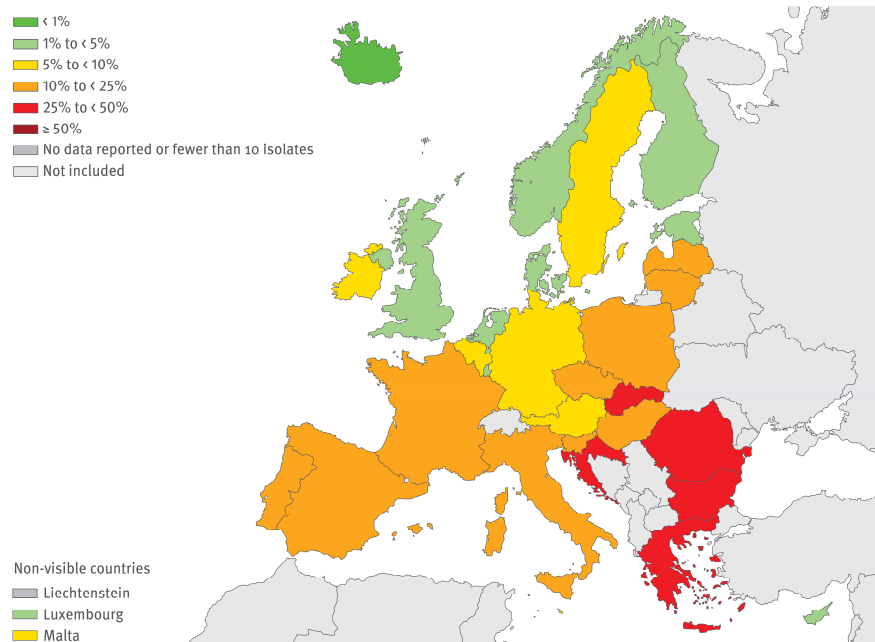 < 1%
1% to < 5%
5% to < 10%
10% to < 25%
25% to < 50%
≥ 50%
No data reported or fewer than 10 isolates
Not included
Non-visible countries
Liechtenstein
Luxembourg
Malta